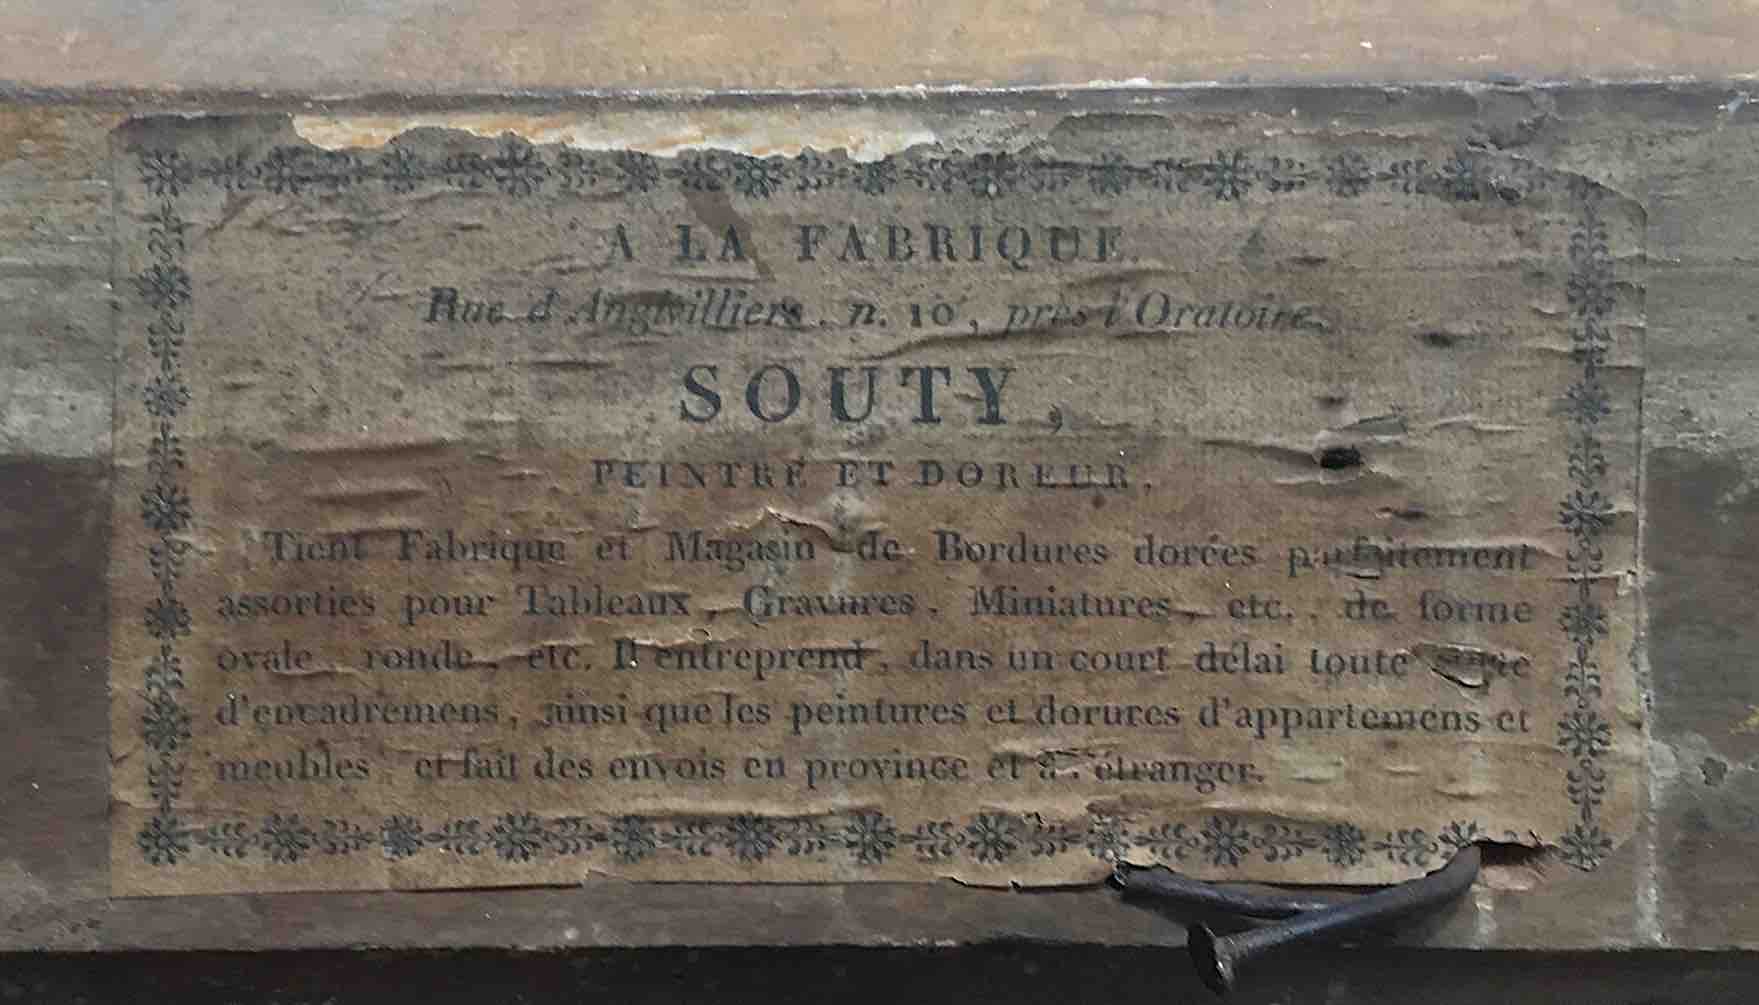 A LA FABRIQUE.
Rue d'Angivilliers, n. 10, près l'Oratoire.
SOUTY,
PEINTRE ET DOREUR,
Tient Fabrique et Magasin de Bordures dorées parfaitement
assorties pour Tableaux, Gravures, Miniatures, etc., de forme
ovale, ronde, etc. Il entreprend, dans un court délai toute
d'encadremens, ainsi que les peintures et dorures d'appartemens et
meubles et fait des envois en province et à l'étranger.